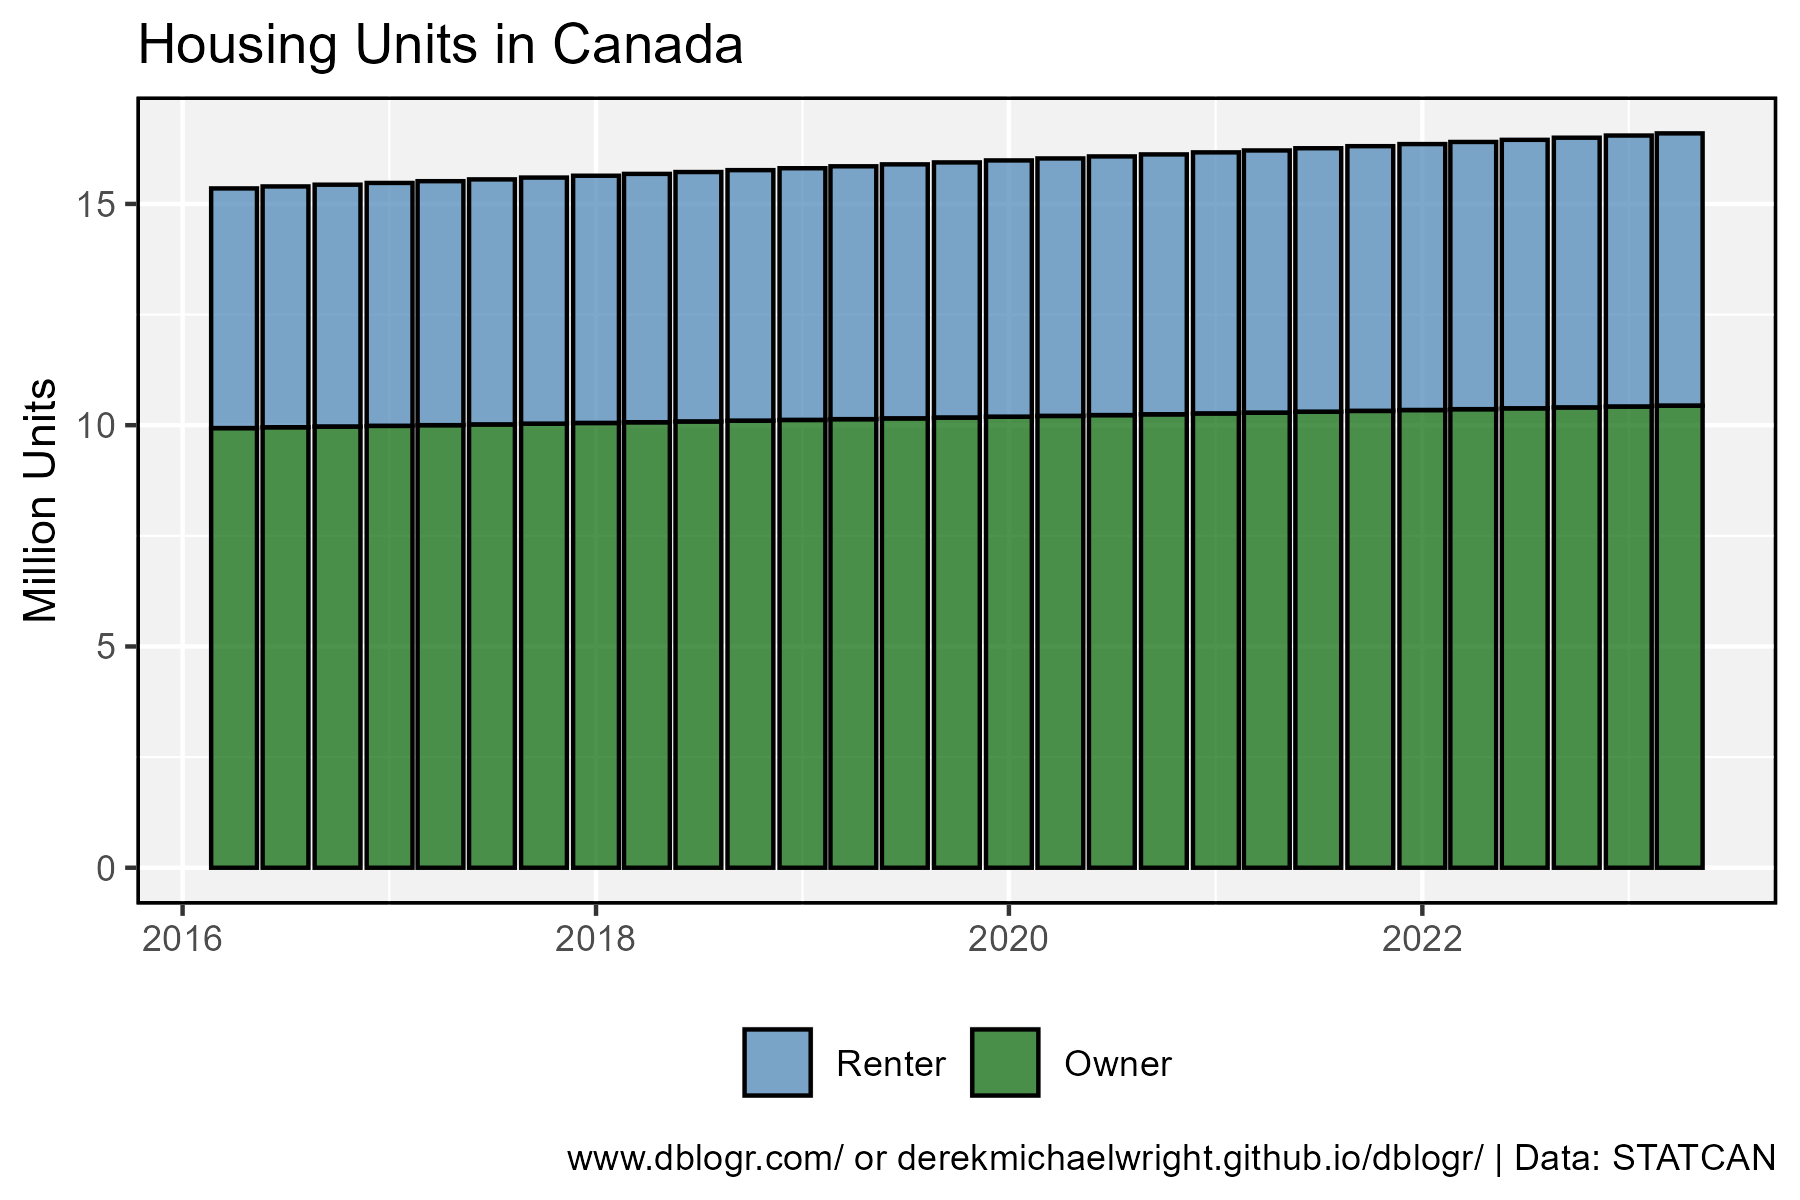 Housing Units in Canada
Million Units
15
10
5
0
2016 2018 2020 2022
Renter Owner
www.dblogr.com/ or derekmichaelwright.github.io/dblogr/ | Data: STATCAN